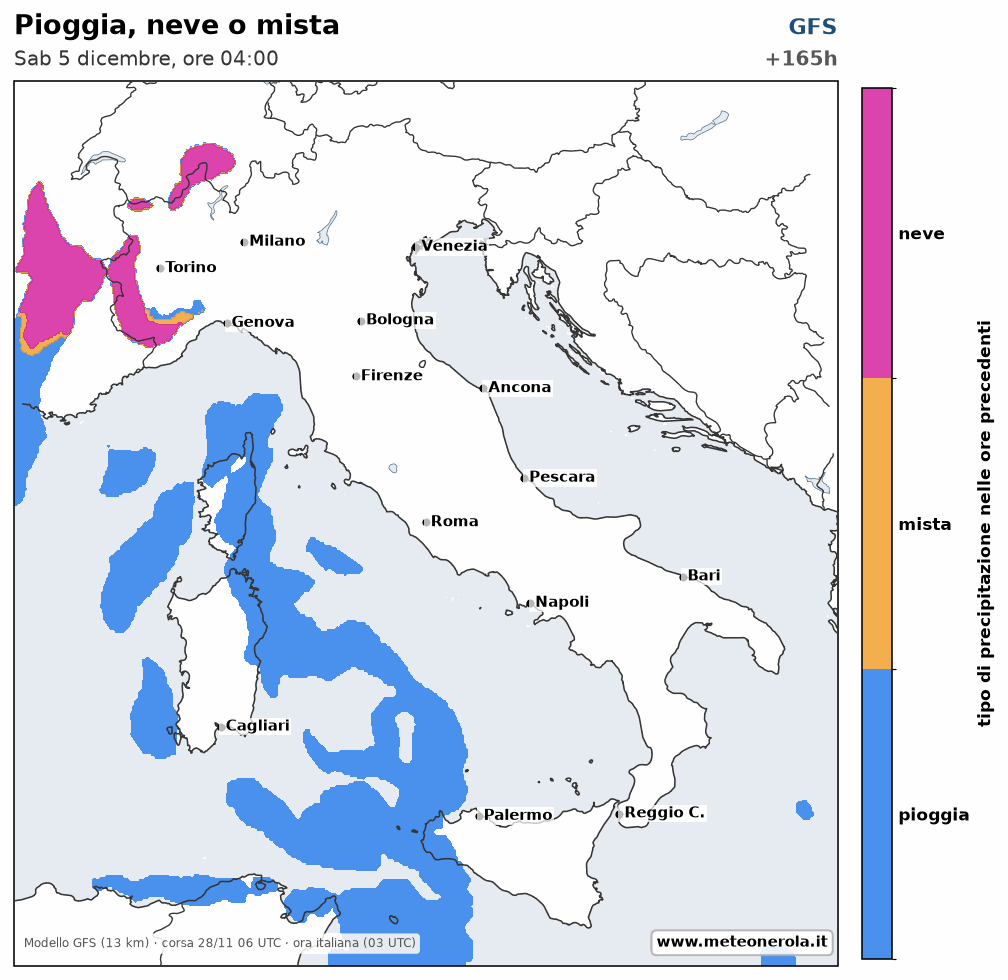 Pioggia, neve o mista
GFS
Sab 5 dicembre, ore 04:00
+165h
neve
mista
pioggia
tipo di precipitazione nelle ore precedenti
Milano
Venezia
Torino
Genova
Bologna
Firenze
Ancona
Pescara
Roma
Bari
Napoli
Cagliari
Palermo
Reggio C.
Modello GFS (13 km) · corsa 28/11 06 UTC · ora italiana (03 UTC)
www.meteonerola.it